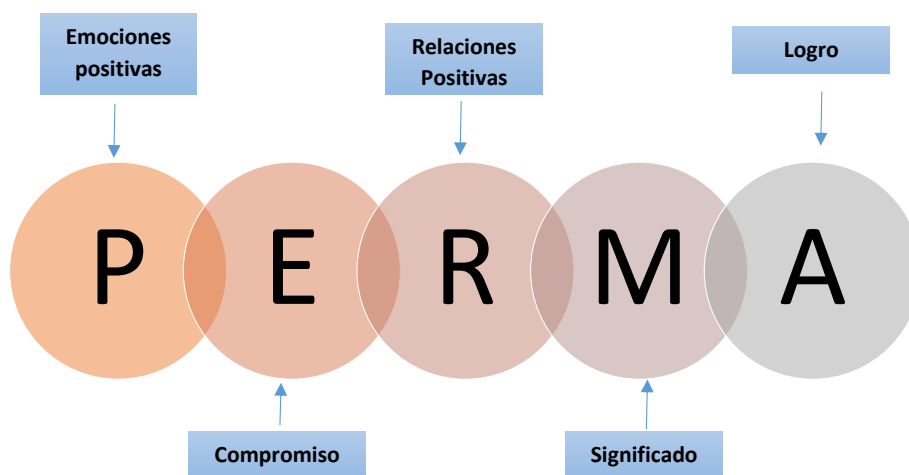 Emociones
positivas
Relaciones
Positivas
Logro
P E R M A
Compromiso
Significado